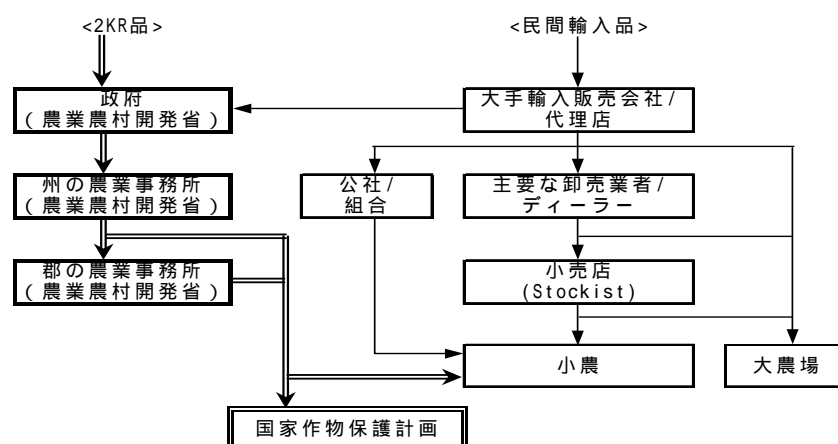 <2KR品>
<民間輸入品>
政府
(農業農村開発省)
大手輸入販売会社/
代理店
州の農業事務所
(農業農村開発省)
公社/
組合
主要な卸売業者/
ディーラー
郡の農業事務所
(農業農村開発省)
小売店
(Stockist)
小農
大農場
国家作物保護計画